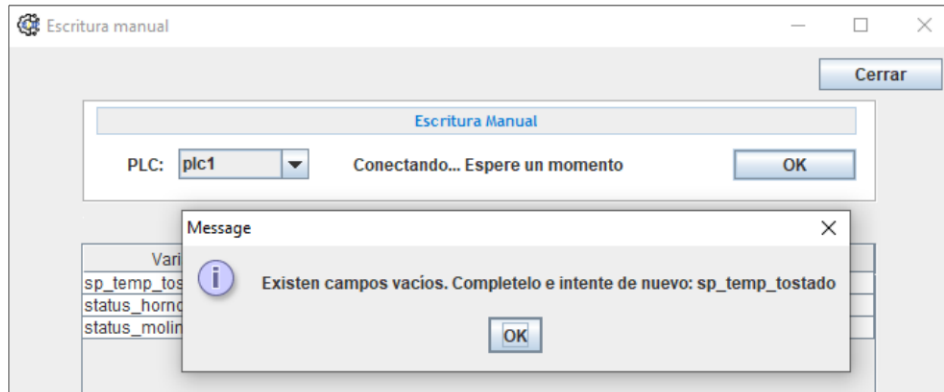 Escritura manual
Cerrar
Escritura Manual
PLC: plc1 Conectando... Espere un momento OK
Message
Vari
Existen campos vacíos. Completelo e intente de nuevo: sp_temp_tostado
sp_temp_tos
status_horno
status_molin
OK